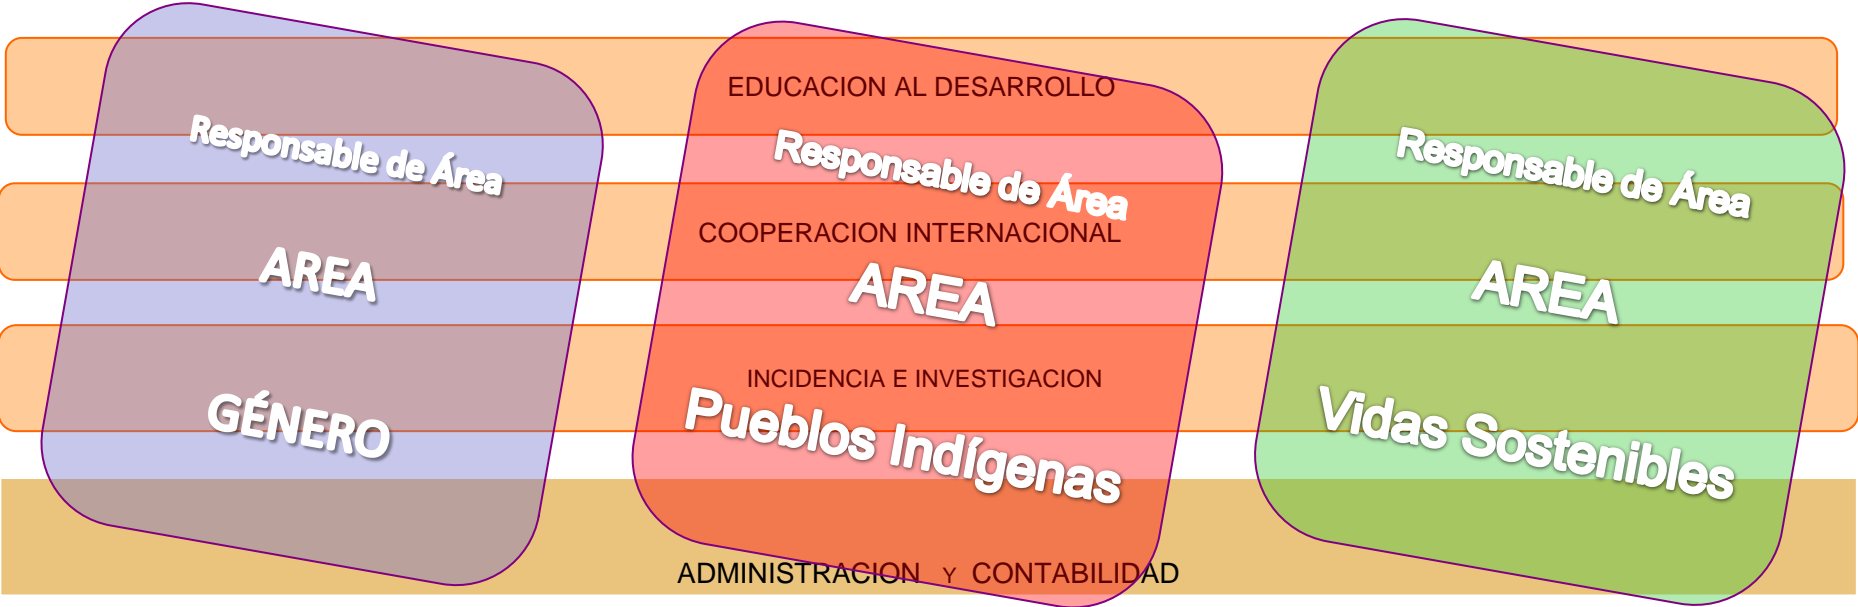 EDUCACION AL DESARROLLO
Responsable de Área
Responsable de Área
Responsable de Área
COOPERACION INTERNACIONAL
AREA
AREA
AREA
INCIDENCIA E INVESTIGACION
GÉNERO
Pueblos Indígenas
Vidas Sostenibles
ADMINISTRACION Y CONTABILIDAD